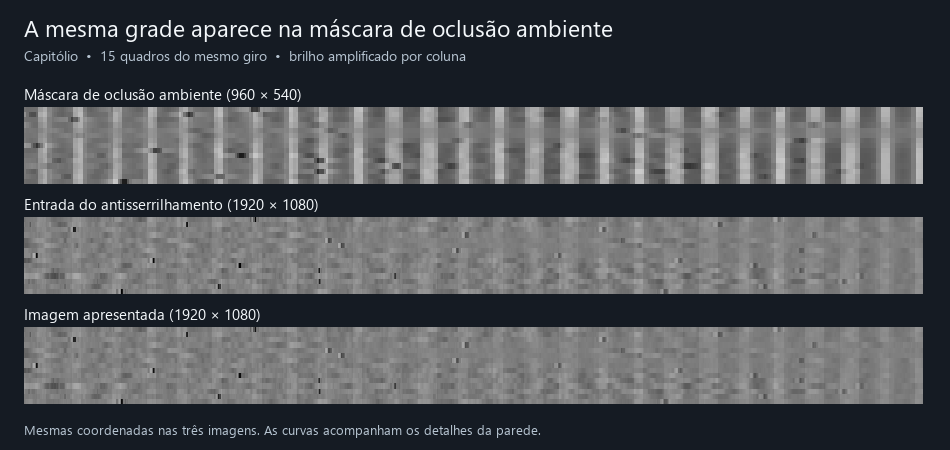 A mesma grade aparece na máscara de oclusão ambiente
Capitólio • 15 quadros do mesmo giro • brilho amplificado por coluna
Máscara de oclusão ambiente (960 × 540)
Entrada do antisserrilhamento (1920 × 1080)
Imagem apresentada (1920 × 1080)
Mesmas coordenadas nas três imagens. As curvas acompanham os detalhes da parede.